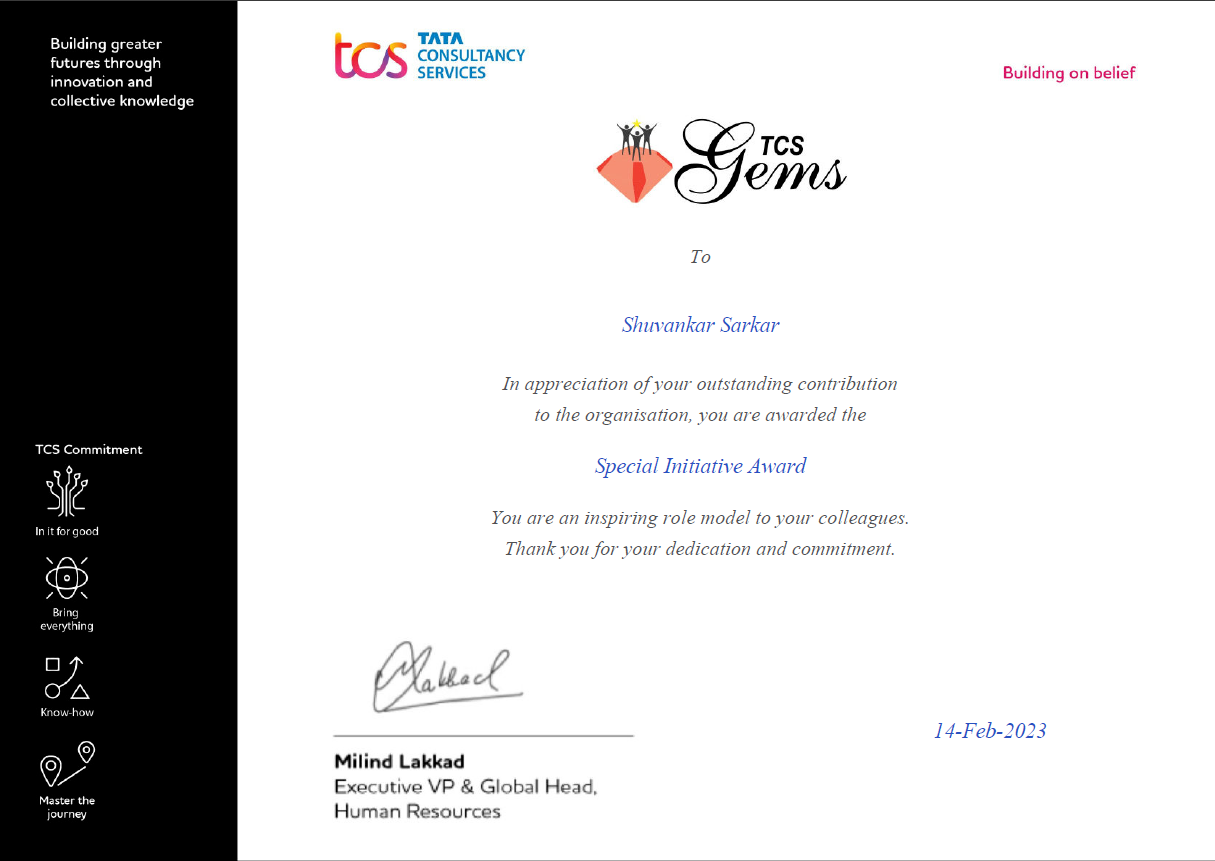 Building greater
futures through
innovation and
collective knowledge
tcs
TATA
CONSULTANCY
SERVICES
Building on belief
TCS
Gems
To
Shuvankar Sarkar
In appreciation of your outstanding contribution
to the organisation, you are awarded the
Special Initiative Award
You are an inspiring role model to your colleagues.
Thank you for your dedication and commitment.
TCS Commitment
In it for good
Bring
everything
Know-how
Master the
journey
Lakkad
Milind Lakkad
Executive VP & Global Head,
Human Resources
14-Feb-2023